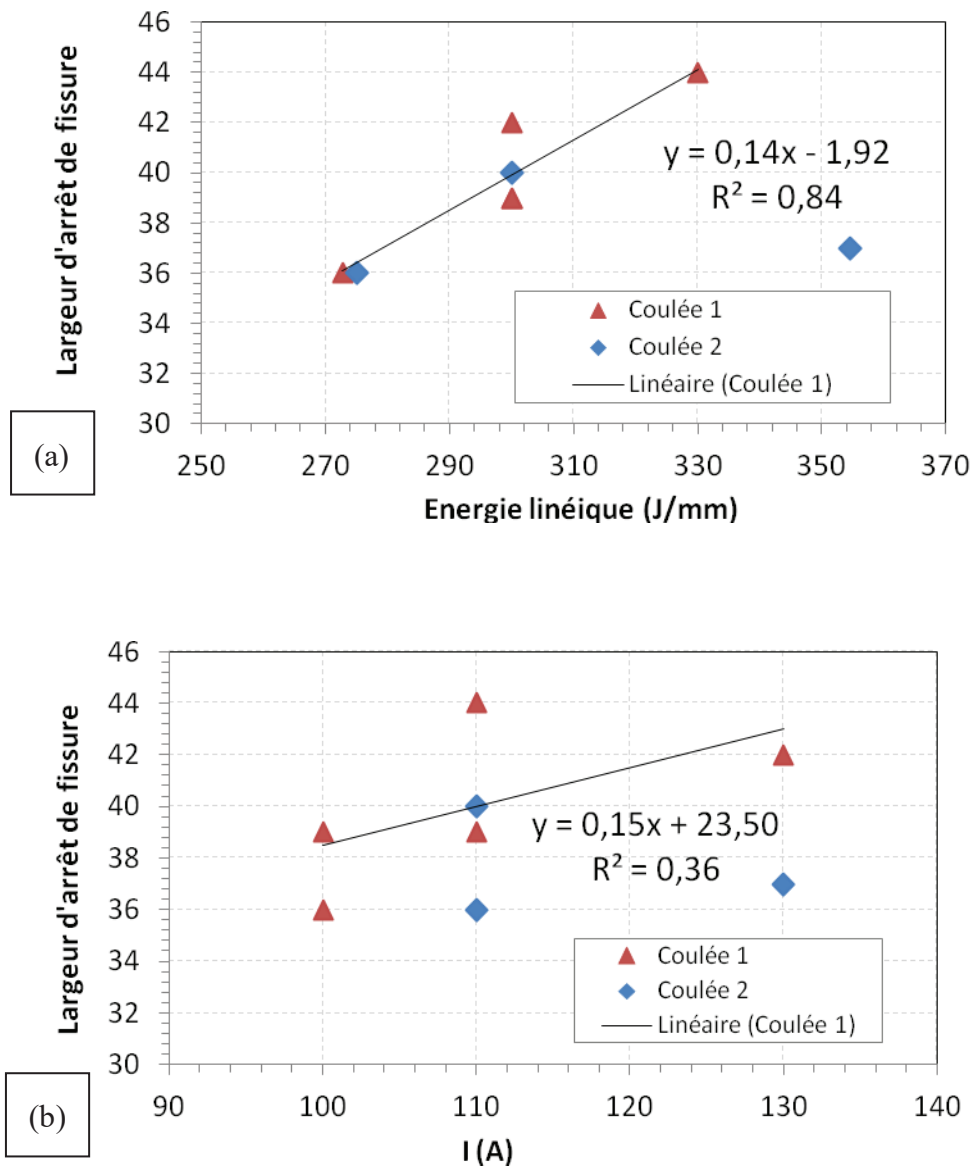 46
44
42
40
38
36
34
32
30
Largeur d'arrêt de fissure
y = 0,14x - 1,92
R² = 0,84
Coulée 1
Coulée 2
Linéaire (Coulée 1)
(a)
250 270 290 310 330 350 370
Energie linéique (J/mm)
46
44
42
40
38
36
34
32
30
Largeur d'arrêt de fissure
y = 0,15x + 23,50
R² = 0,36
Coulée 1
Coulée 2
Linéaire (Coulée 1)
(b)
90 100 110 120 130 140
I (A)